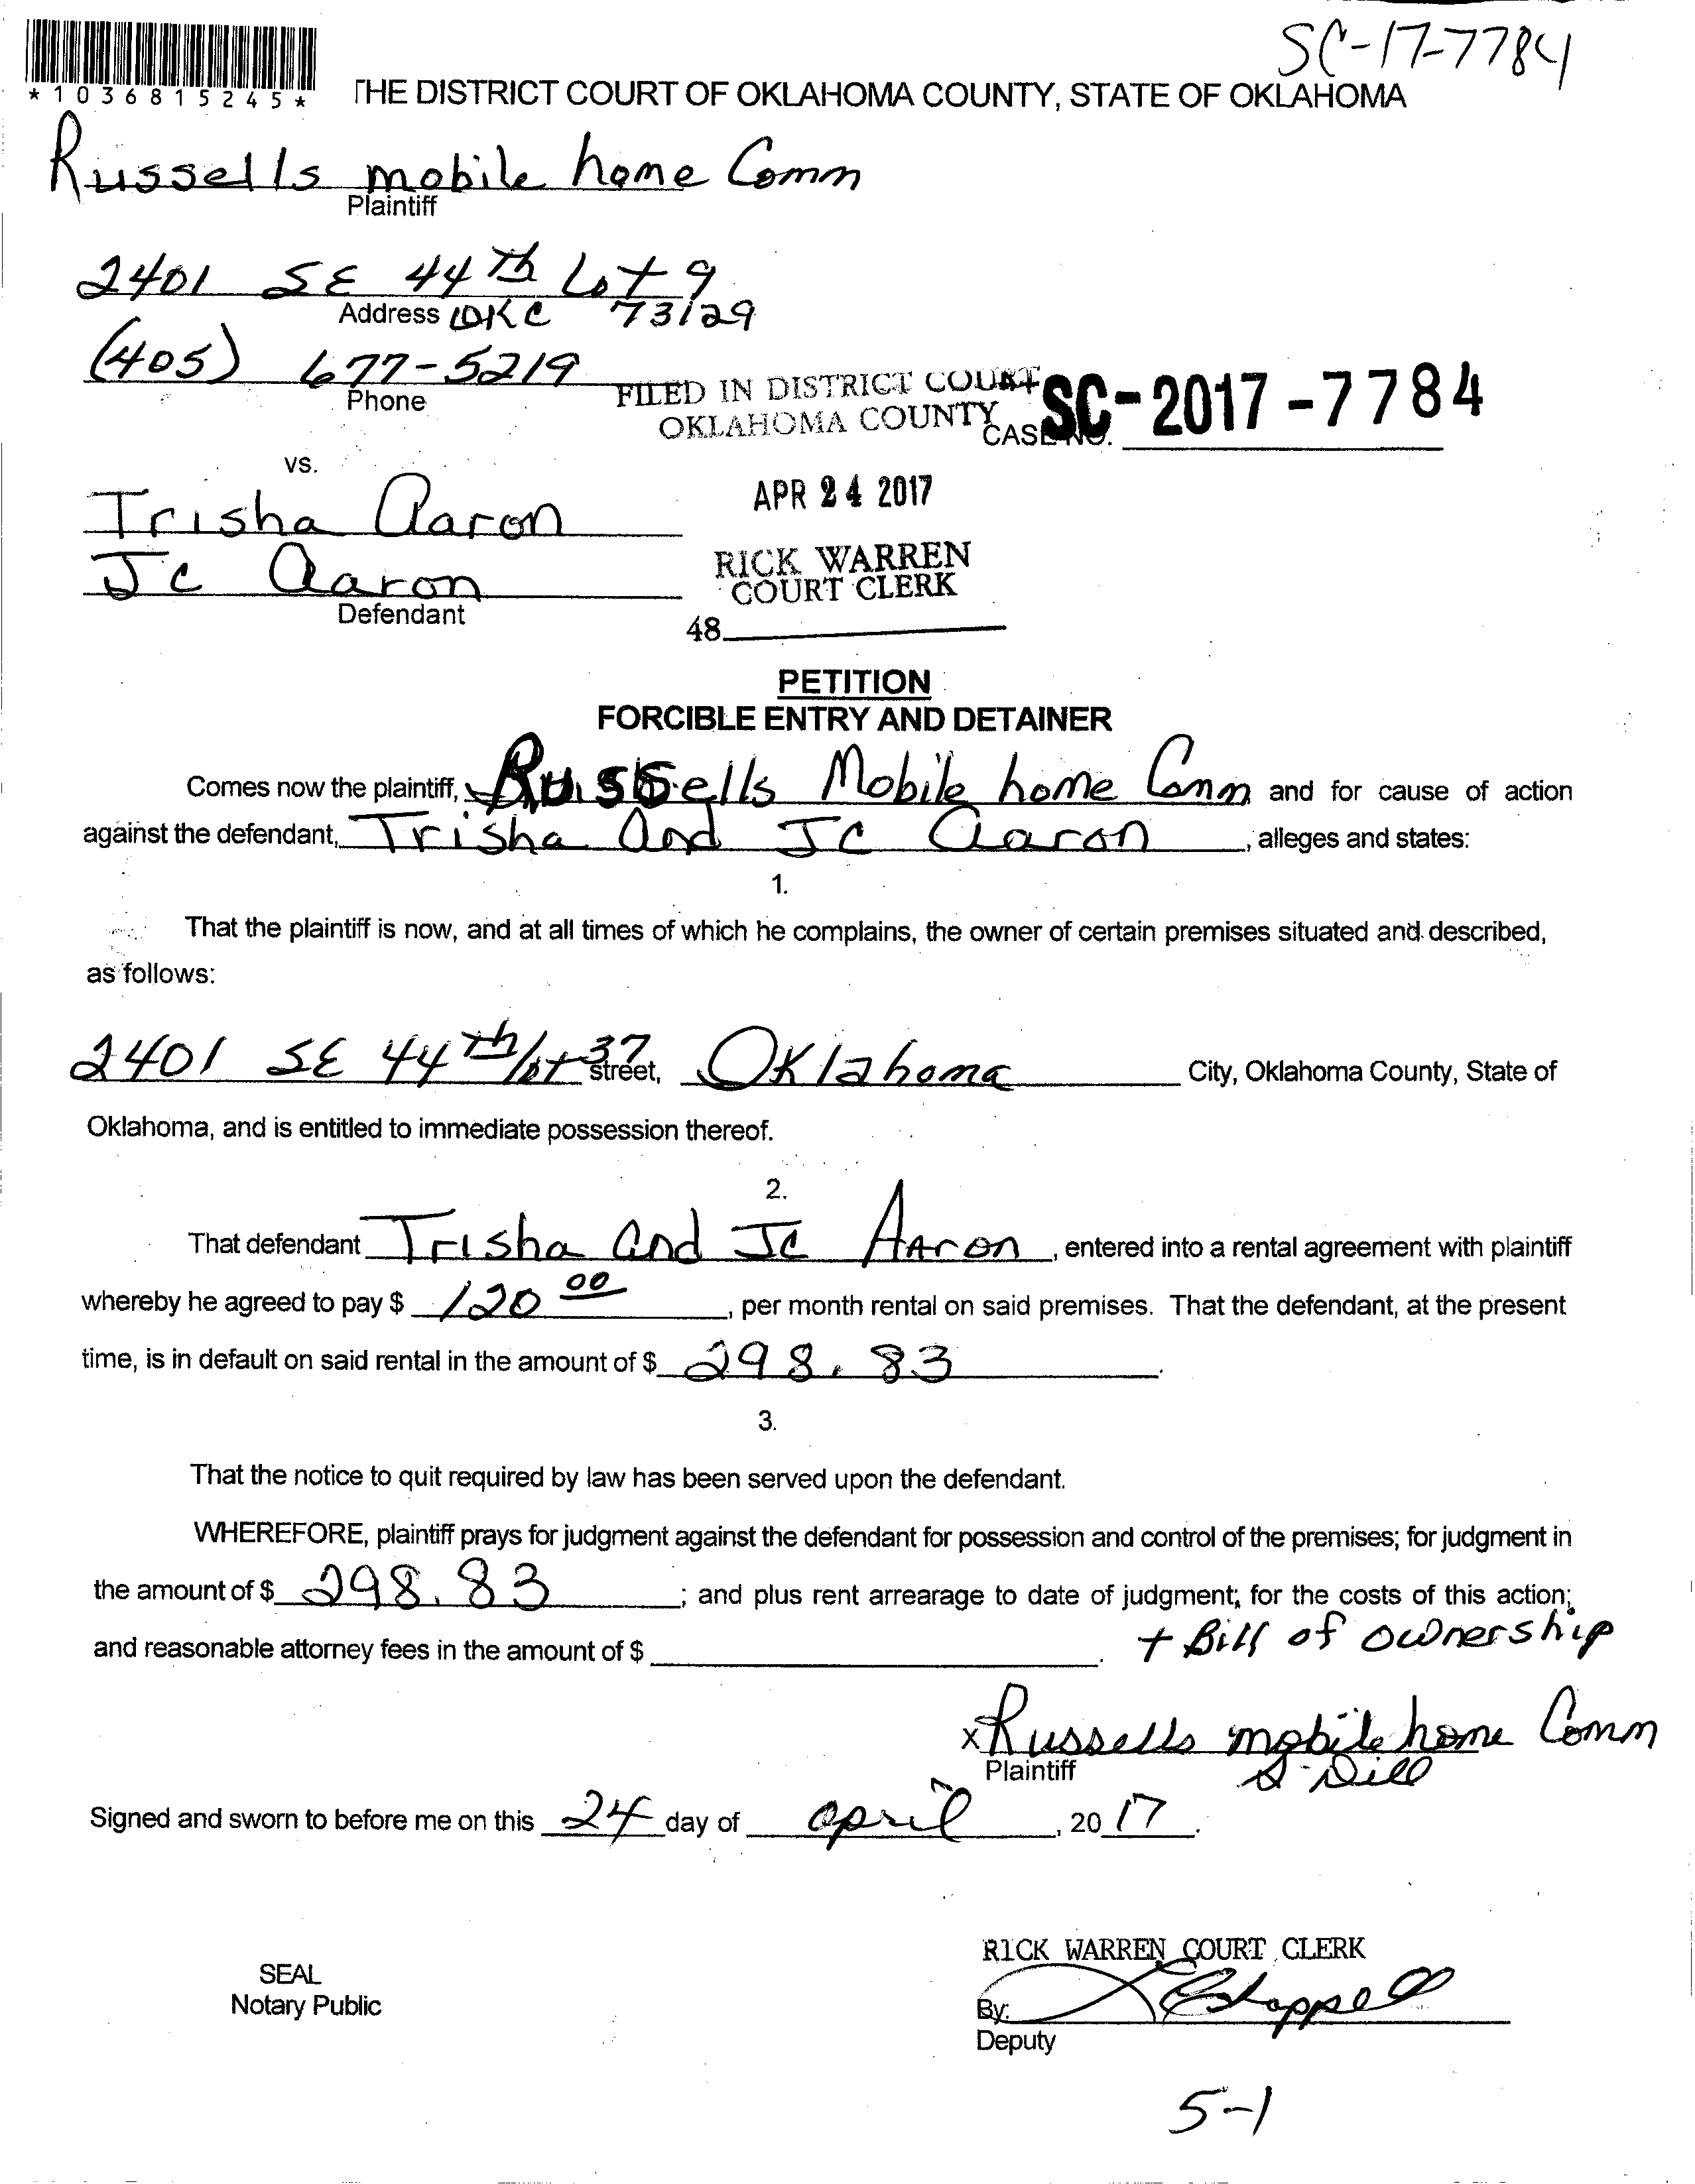 SC-17-7784
*1036815245*
THE DISTRICT COURT OF OKLAHOMA COUNTY, STATE OF OKLAHOMA
Russells mobile home Comm
Plaintiff
2401 SE 44th Lot 9
Address OKC 73129
(405) 677-5219
Phone
FILED IN DISTRICT COURT
OKLAHOMA COUNTY
CASE NO. SC-2017-7784
vs.
APR 24 2017
Trisha Aaron
Jc Aaron
Defendant
RICK WARREN
COURT CLERK
48
PETITION
FORCIBLE ENTRY AND DETAINER
Comes now the plaintiff, Russells Mobile home Comm and for cause of action
against the defendant, Trisha and JC Aaron, alleges and states:
1.
That the plaintiff is now, and at all times of which he complains, the owner of certain premises situated and described,
as follows:
2401 SE 44th lot 37 street, Oklahoma City, Oklahoma County, State of
Oklahoma, and is entitled to immediate possession thereof.
2.
That defendant Trisha and Jc Aaron, entered into a rental agreement with plaintiff
whereby he agreed to pay $ 120 00, per month rental on said premises. That the defendant, at the present
time, is in default on said rental in the amount of $ 298.83.
3.
That the notice to quit required by law has been served upon the defendant.
WHEREFORE, plaintiff prays for judgment against the defendant for possession and control of the premises; for judgment in
the amount of $ 298.83; and plus rent arrearage to date of judgment; for the costs of this action;
and reasonable attorney fees in the amount of $ . + Bill of ownership
x Russells mobile home Comm
Plaintiff S. Dill
Signed and sworn to before me on this 24 day of april, 20 17.
RICK WARREN COURT CLERK
SEAL
Notary Public
By: Chappell
Deputy
5-1